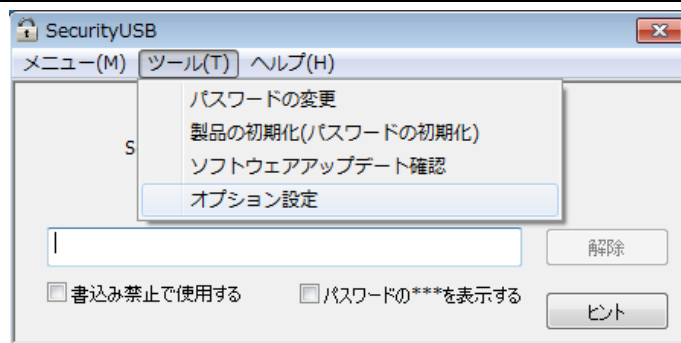 SecurityUSB
メニュー(M) ツール(T) ヘルプ(H)
パスワードの変更
製品の初期化(パスワードの初期化)
S
ソフトウェアアップデート確認
オプション設定
解除
書込み禁止で使用する パスワードの***を表示する
ヒント